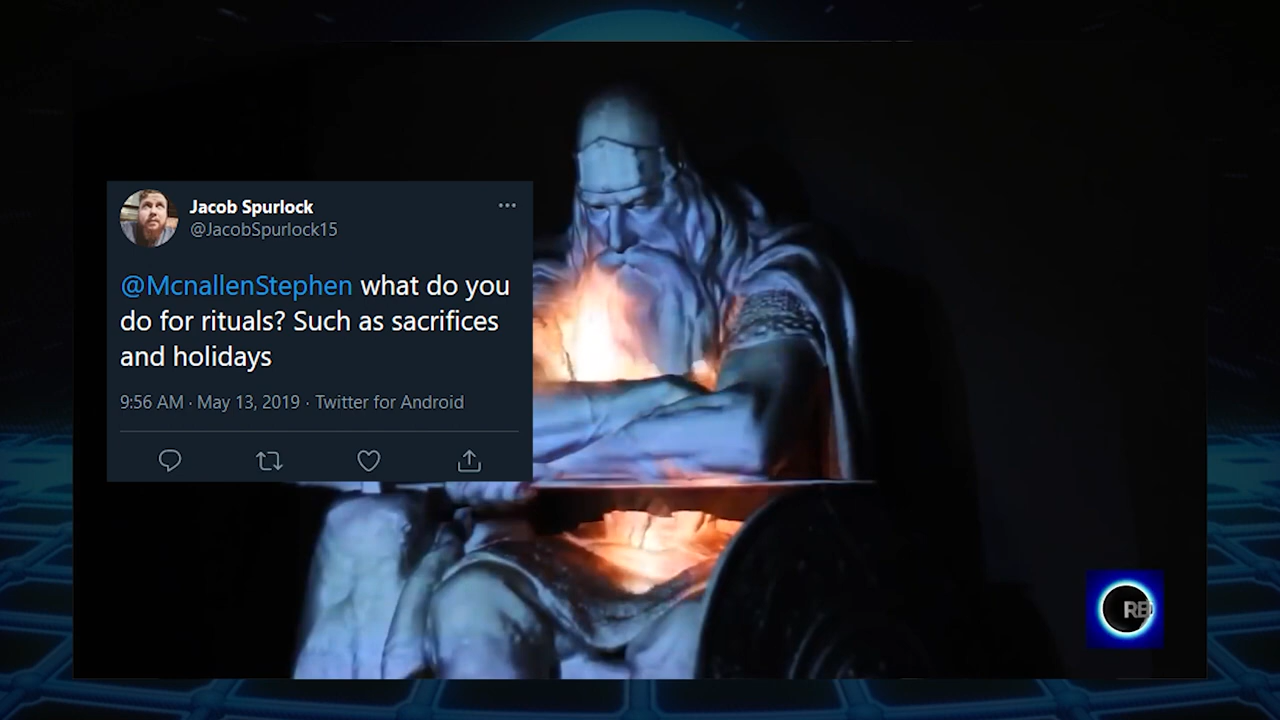 Jacob Spurlock
@JacobSpurlock15
@McnallenStephen what do you
do for rituals? Such as sacrifices
and holidays
9:56 AM · May 13, 2019 · Twitter for Android
RE